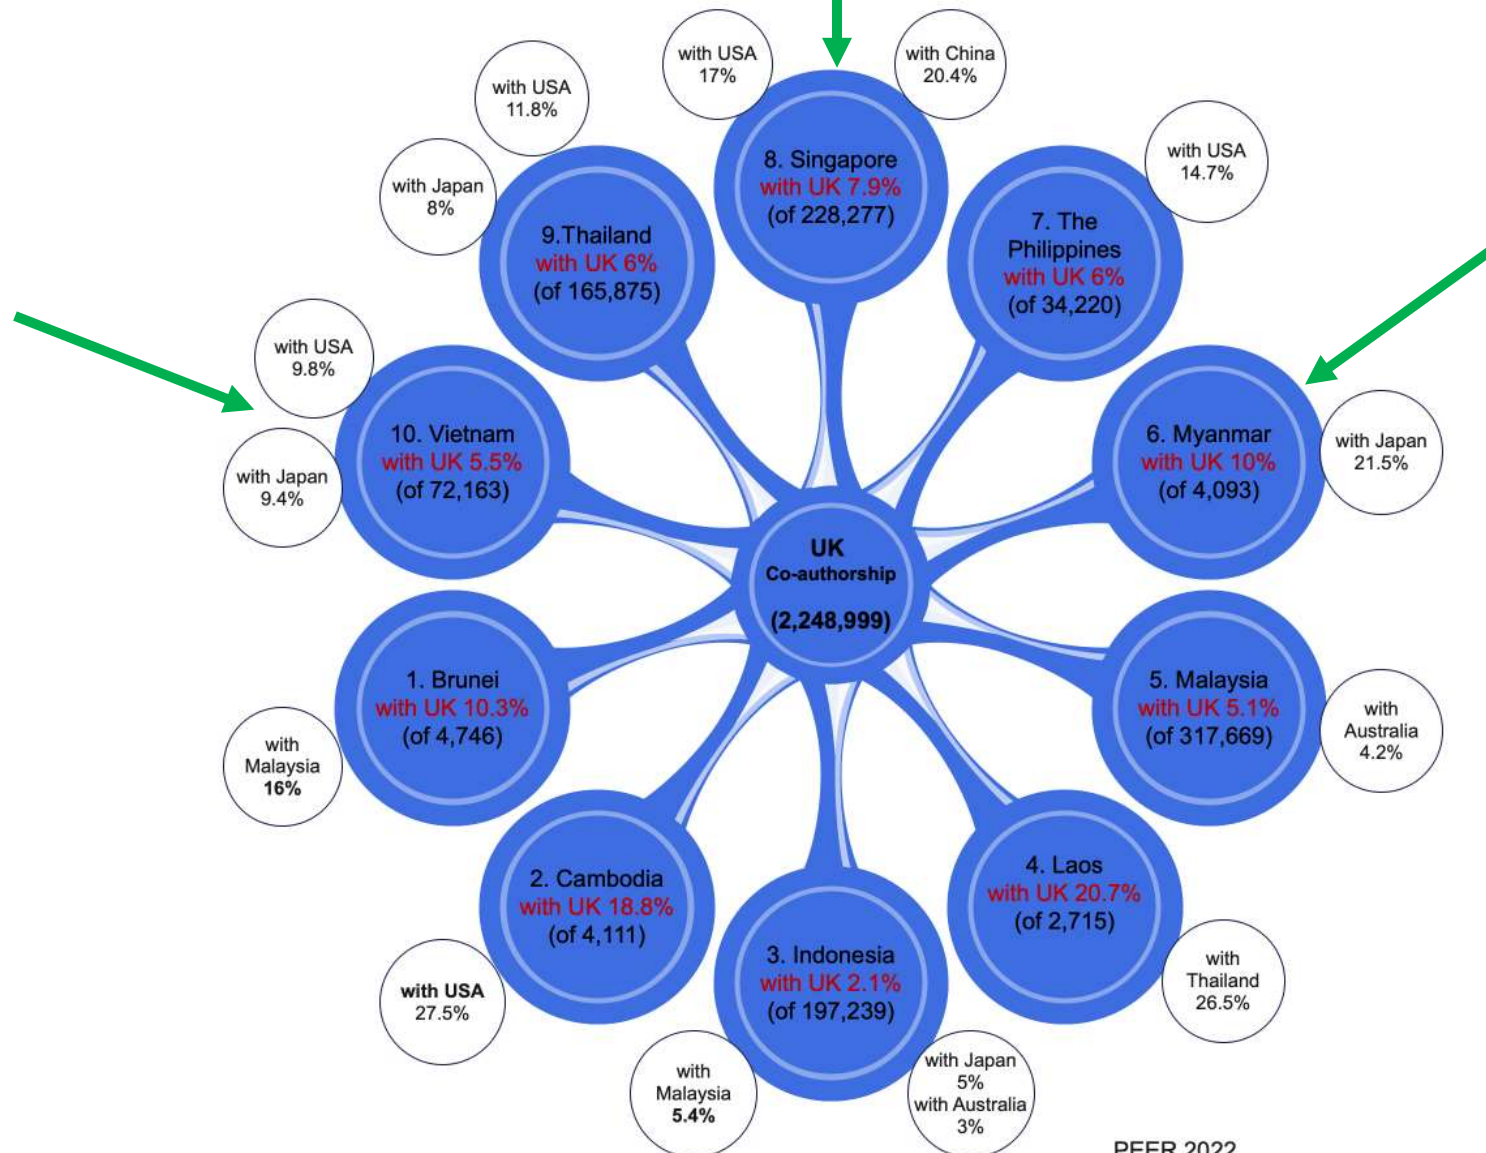 with USA
17%
with China
20.4%
with USA
11.8%
with Japan
8%
with USA
14.7%
8. Singapore
with UK 7.9%
(of 228,277)
9.Thailand
with UK 6%
(of 165,875)
7. The
Philippines
with UK 6%
(of 34,220)
with USA
9.8%
with Japan
9.4%
10. Vietnam
with UK 5.5%
(of 72,163)
6. Myanmar
with UK 10%
(of 4,093)
with Japan
21.5%
UK
Co-authorship
(2,248,999)
1. Brunei
with UK 10.3%
(of 4,746)
with
Malaysia
16%
5. Malaysia
with UK 5.1%
(of 317,669)
with
Australia
4.2%
2. Cambodia
with UK 18.8%
(of 4,111)
with USA
27.5%
3. Indonesia
with UK 2.1%
(of 197,239)
with
Malaysia
5.4%
with Japan
5%
with Australia
3%
4. Laos
with UK 20.7%
(of 2,715)
with
Thailand
26.5%
PEER 2022